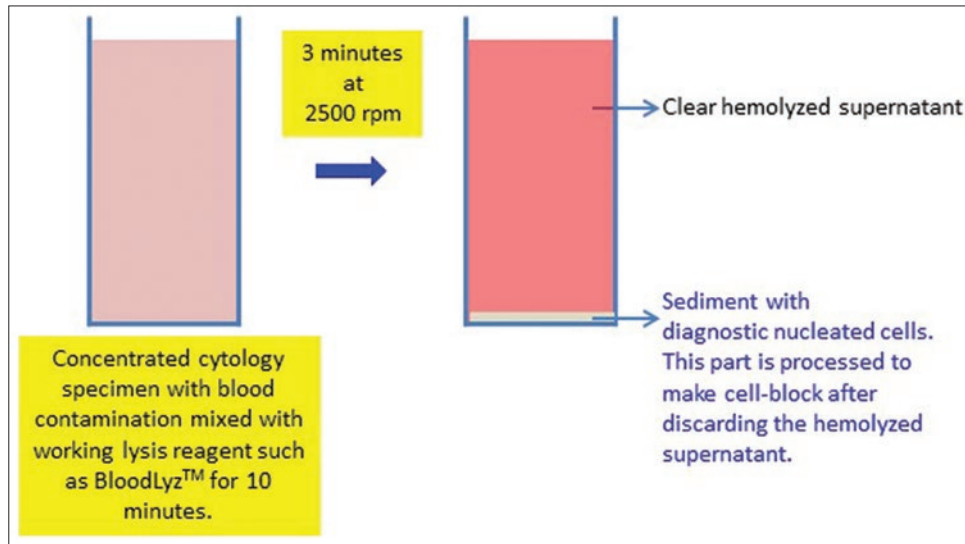 3 minutes
at
2500 rpm
Clear hemolyzed supernatant
Sediment with
diagnostic nucleated cells.
This part is processed to
make cell-block after
discarding the hemolyzed
supernatant.
Concentrated cytology
specimen with blood
contamination mixed with
working lysis reagent such
as BloodLyz™ for 10
minutes.